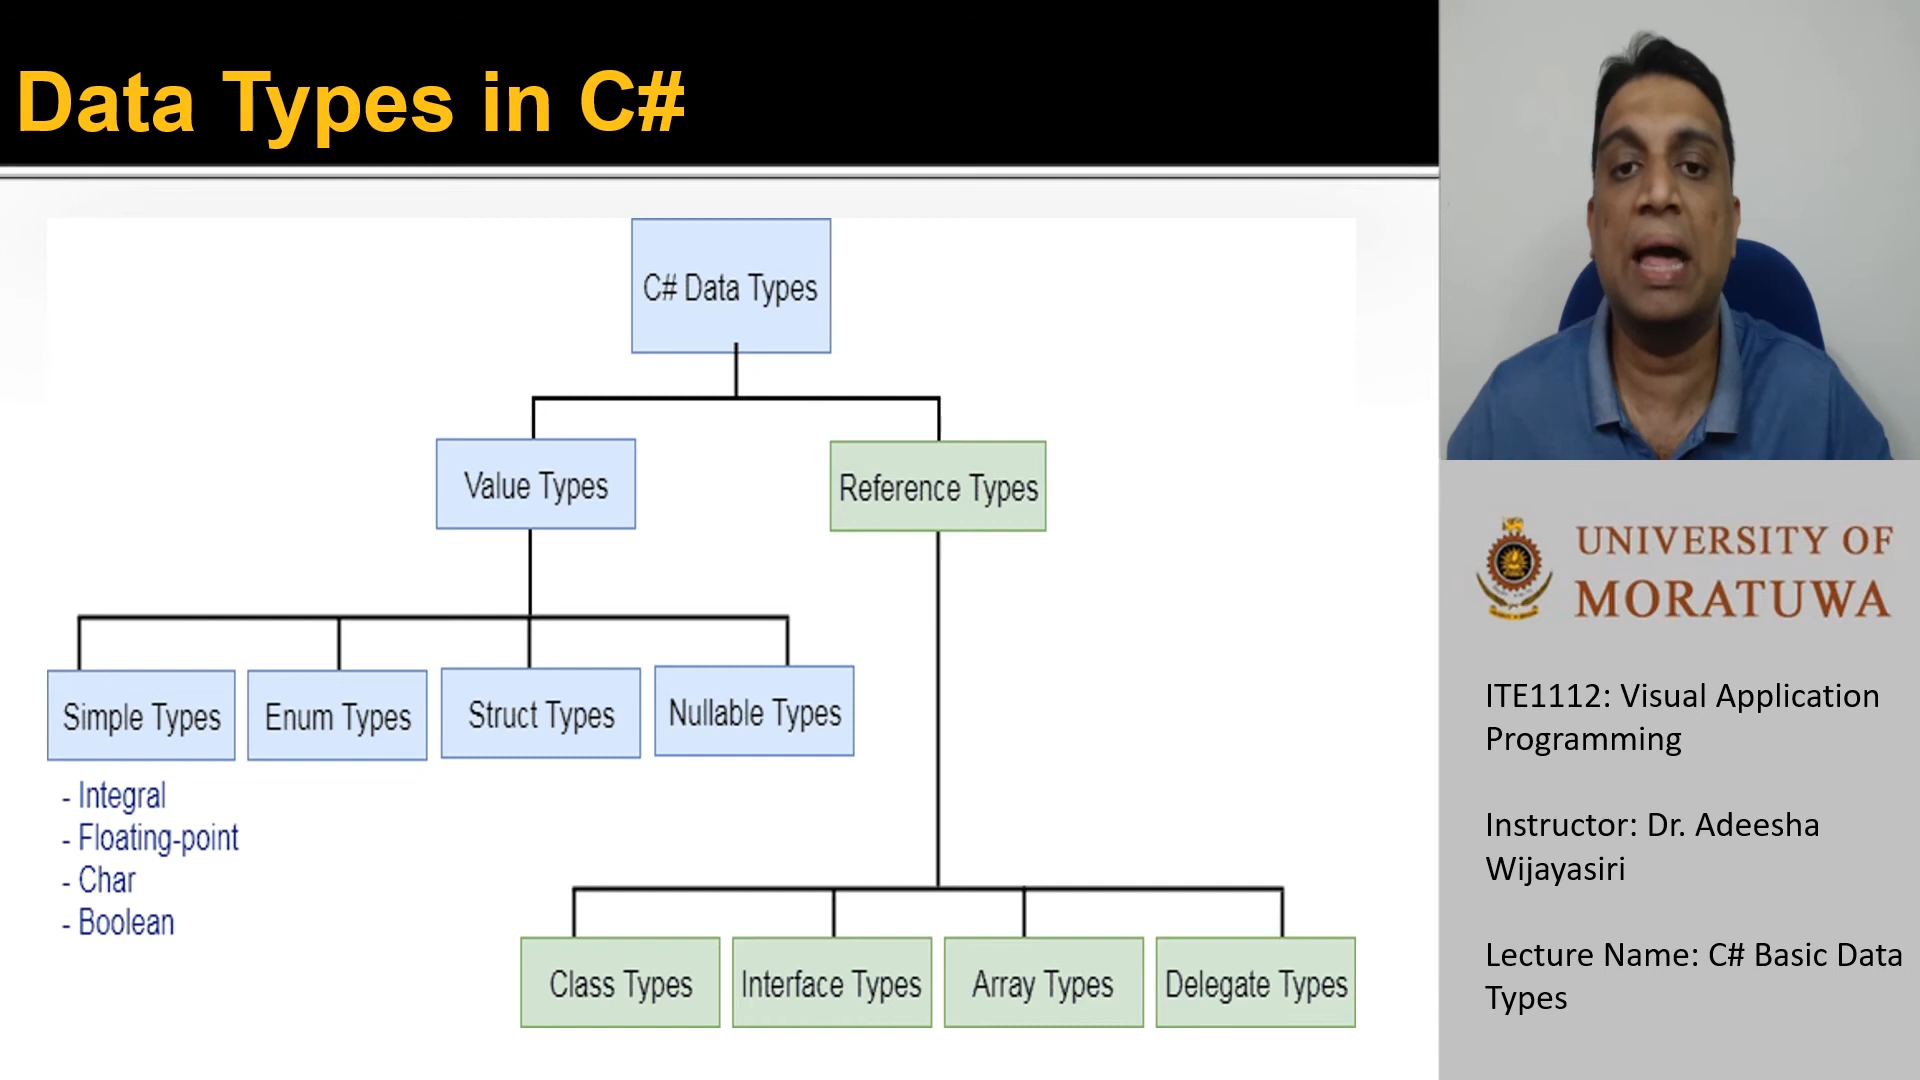 Data Types in C#
C# Data Types
Value Types
Reference Types
Simple Types
Enum Types
Struct Types
Nullable Types
- Integral
- Floating-point
- Char
- Boolean
Class Types
Interface Types
Array Types
Delegate Types
UNIVERSITY OF
MORATUWA
ITE1112: Visual Application
Programming
Instructor: Dr. Adeesha
Wijayasiri
Lecture Name: C# Basic Data
Types